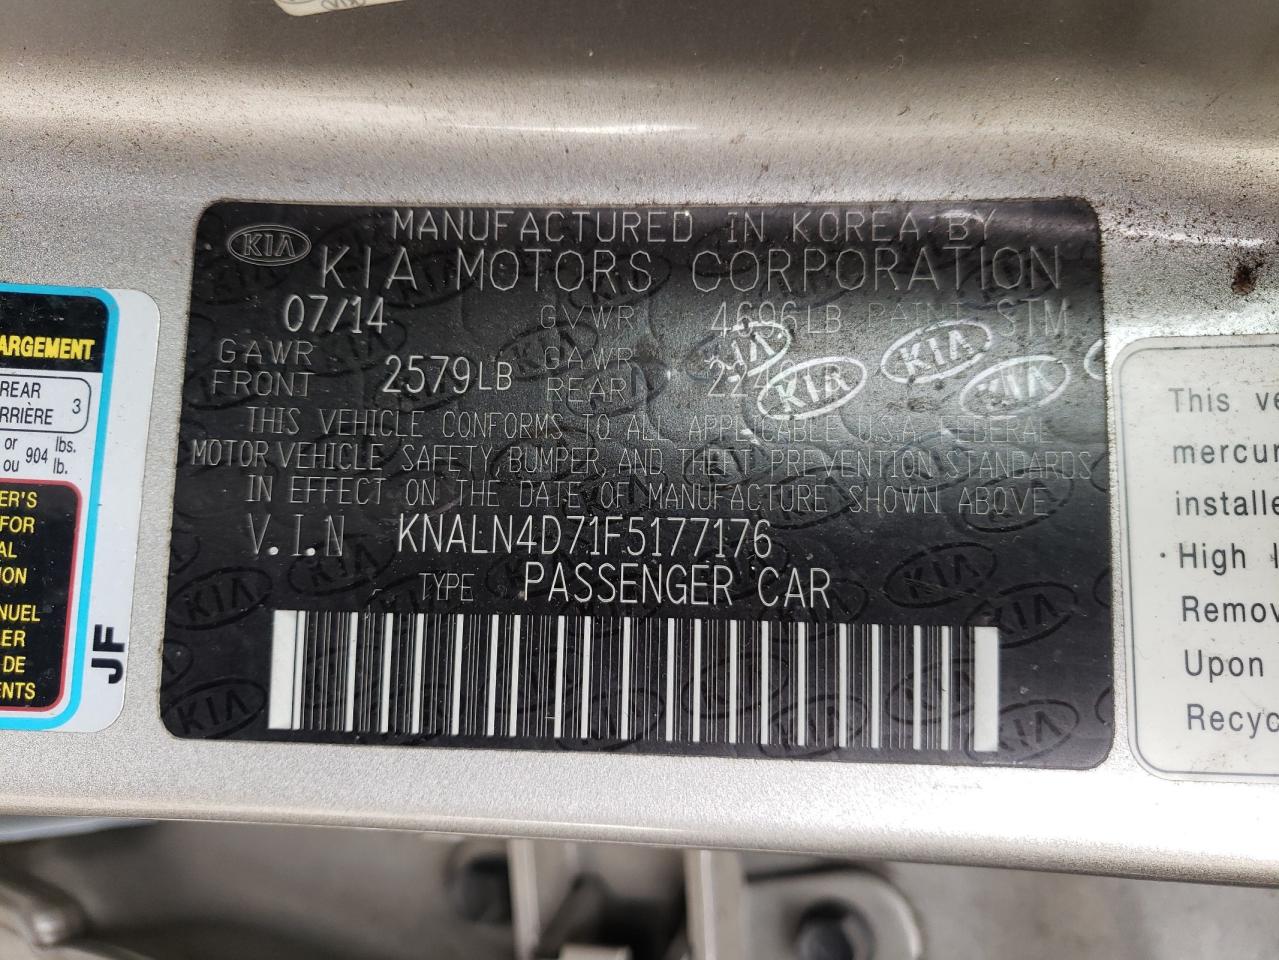 MANUFACTURED IN KOREA BY
KIA KIA MOTORS CORPORATION
07/14 GVWR 4696LB PAINT STM
GAWR FRONT 2579LB GAWR REAR
THIS VEHICLE CONFORMS TO ALL APPLICABLE U.S.A. FEDERAL
MOTOR VEHICLE SAFETY, BUMPER, AND THEFT PREVENTION STANDARDS
IN EFFECT ON THE DATE OF MANUFACTURE SHOWN ABOVE
V.I.N KNALN4D71F5177176
TYPE PASSENGER CAR
ARGEMENT
REAR 3
RRIÈRE
or 904 lbs.
ou lb.
ER'S
FOR
AL
ION
NUEL
LER
DE
ENTS
JF
This ve
mercur
installe
· High I
Remov
Upon
Recyc